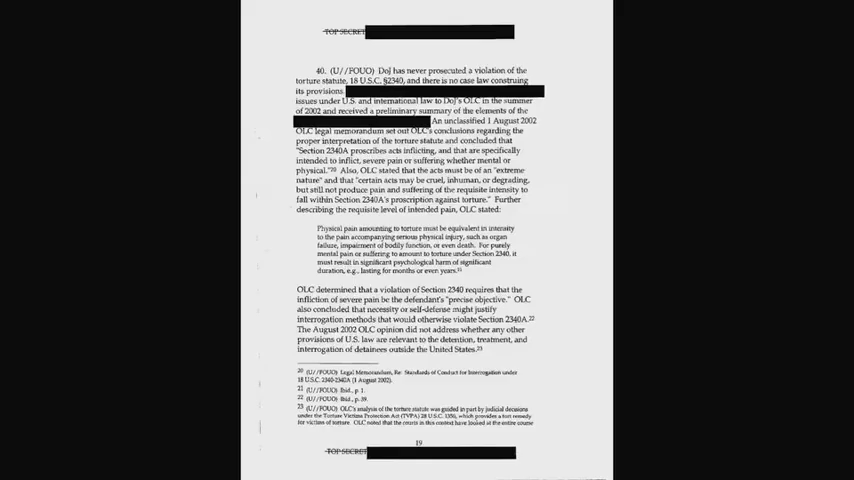 TOP SECRET
40. (U//FOUO) DoJ has never prosecuted a violation of the
torture statute, 18 U.S.C. §2340, and there is no case law construing
its provisions.
issues under U.S. and international law to DoJ's OLC in the summer
of 2002 and received a preliminary summary of the elements of the
An unclassified 1 August 2002
OLC legal memorandum set out OLC's conclusions regarding the
proper interpretation of the torture statute and concluded that
"Section 2340A proscribes acts inflicting, and that are specifically
intended to inflict, severe pain or suffering whether mental or
physical."20 Also, OLC stated that the acts must be of an "extreme
nature" and that "certain acts may be cruel, inhuman, or degrading,
but still not produce pain and suffering of the requisite intensity to
fall within Section 2340A's proscription against torture." Further
describing the requisite level of intended pain, OLC stated:
Physical pain amounting to torture must be equivalent in intensity
to the pain accompanying serious physical injury, such as organ
failure, impairment of bodily function, or even death. For purely
mental pain or suffering to amount to torture under Section 2340, it
must result in significant psychological harm of significant
duration, e.g., lasting for months or even years.21
OLC determined that a violation of Section 2340 requires that the
infliction of severe pain be the defendant's "precise objective." OLC
also concluded that necessity or self-defense might justify
interrogation methods that would otherwise violate Section 2340A.22
The August 2002 OLC opinion did not address whether any other
provisions of U.S. law are relevant to the detention, treatment, and
interrogation of detainees outside the United States.23
20 (U//FOUO) Legal Memorandum, Re: Standards of Conduct for Interrogation under
18 U.S.C. 2340-2340A (1 August 2002).
21 (U//FOUO) Ibid., p. 1.
22 (U//FOUO) Ibid., p. 39.
23 (U//FOUO) OLC's analysis of the torture statute was guided in part by judicial decisions
under the Torture Victims Protection Act (TVPA) 28 U.S.C. 1350, which provides a tort remedy
for victims of torture. OLC noted that the courts in this context have looked at the entire course
19
TOP SECRET